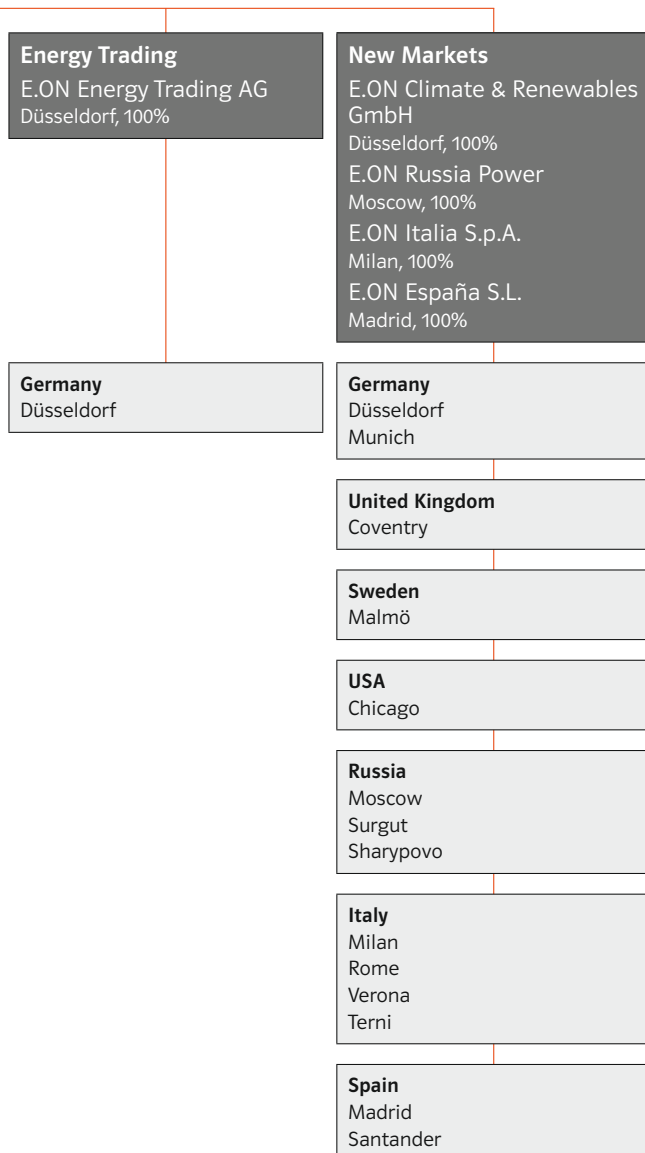 Energy Trading
E.ON Energy Trading AG
Düsseldorf, 100%
Germany
Düsseldorf
New Markets
E.ON Climate & Renewables
GmbH
Düsseldorf, 100%
E.ON Russia Power
Moscow, 100%
E.ON Italia S.p.A.
Milan, 100%
E.ON España S.L.
Madrid, 100%
Germany
Düsseldorf
Munich
United Kingdom
Coventry
Sweden
Malmö
USA
Chicago
Russia
Moscow
Surgut
Sharypovo
Italy
Milan
Rome
Verona
Terni
Spain
Madrid
Santander